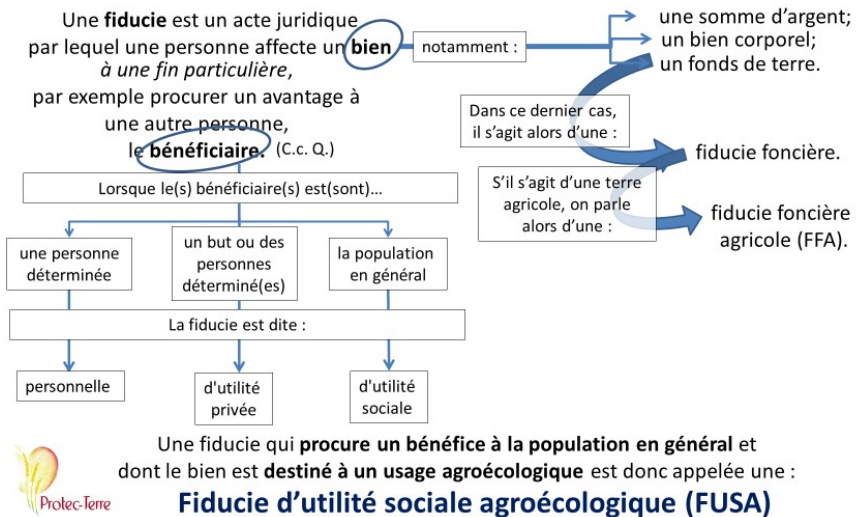 Une fiducie est un acte juridique
par lequel une personne affecte un bien
à une fin particulière,
par exemple procurer un avantage à
une autre personne,
le bénéficiaire. (C.c. Q.)
notamment :
une somme d'argent;
un bien corporel;
un fonds de terre.
Dans ce dernier cas,
il s'agit alors d'une :
fiducie foncière.
S'il s'agit d'une terre
agricole, on parle
alors d'une :
fiducie foncière
agricole (FFA).
Lorsque le(s) bénéficiaire(s) est(sont)...
une personne
déterminée
un but ou des
personnes
déterminé(es)
la population
en général
La fiducie est dite :
personnelle
d'utilité
privée
d'utilité
sociale
Une fiducie qui procure un bénéfice à la population en général et
dont le bien est destiné à un usage agroécologique est donc appelée une :
Fiducie d'utilité sociale agroécologique (FUSA)
Protec-Terre